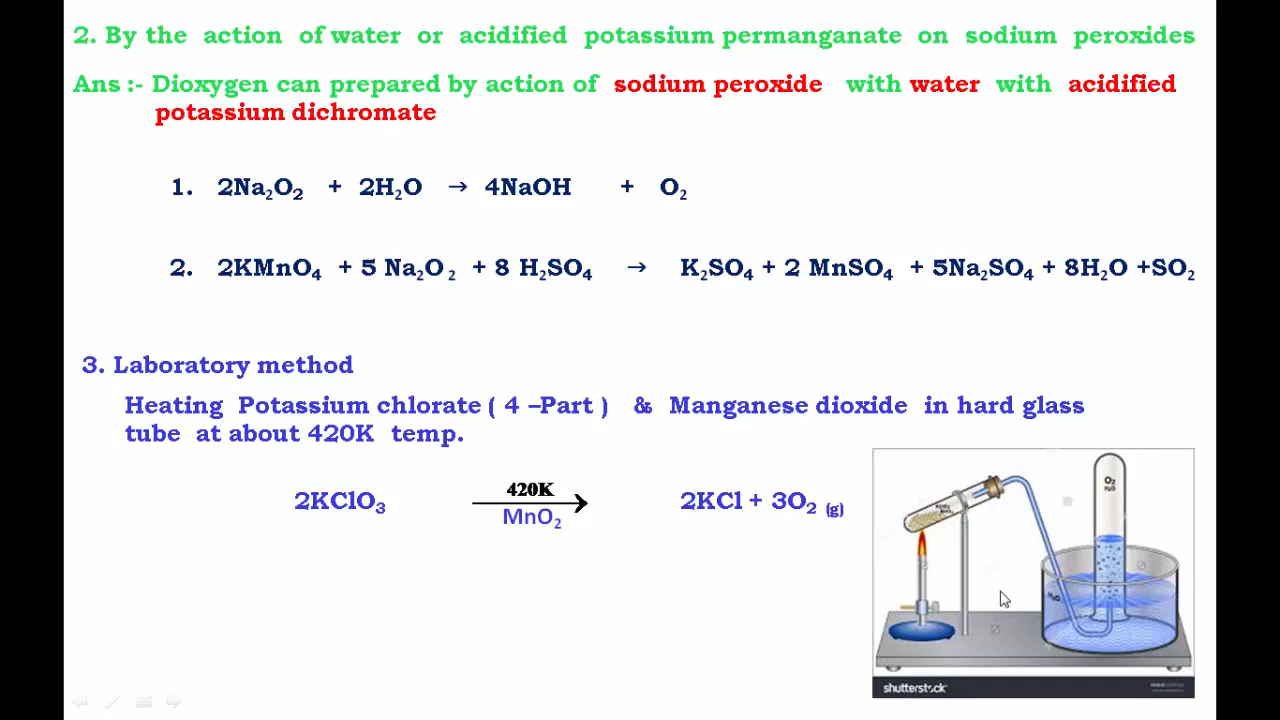 2. By the action of water or acidified potassium permanganate on sodium peroxides
Ans :- Dioxygen can prepared by action of sodium peroxide with water with acidified
potassium dichromate
1. 2Na₂O₂ + 2H₂O → 4NaOH + O₂
2. 2KMnO₄ + 5 Na₂O ₂ + 8 H₂SO₄ → K₂SO₄ + 2 MnSO₄ + 5Na₂SO₄ + 8H₂O +SO₂
3. Laboratory method
Heating Potassium chlorate ( 4 –Part ) & Manganese dioxide in hard glass
tube at about 420K temp.
420K
2KClO₃ → 2KCl + 3O₂ (g)
MnO₂
O₂
H₂O
H₂O
shutterstock